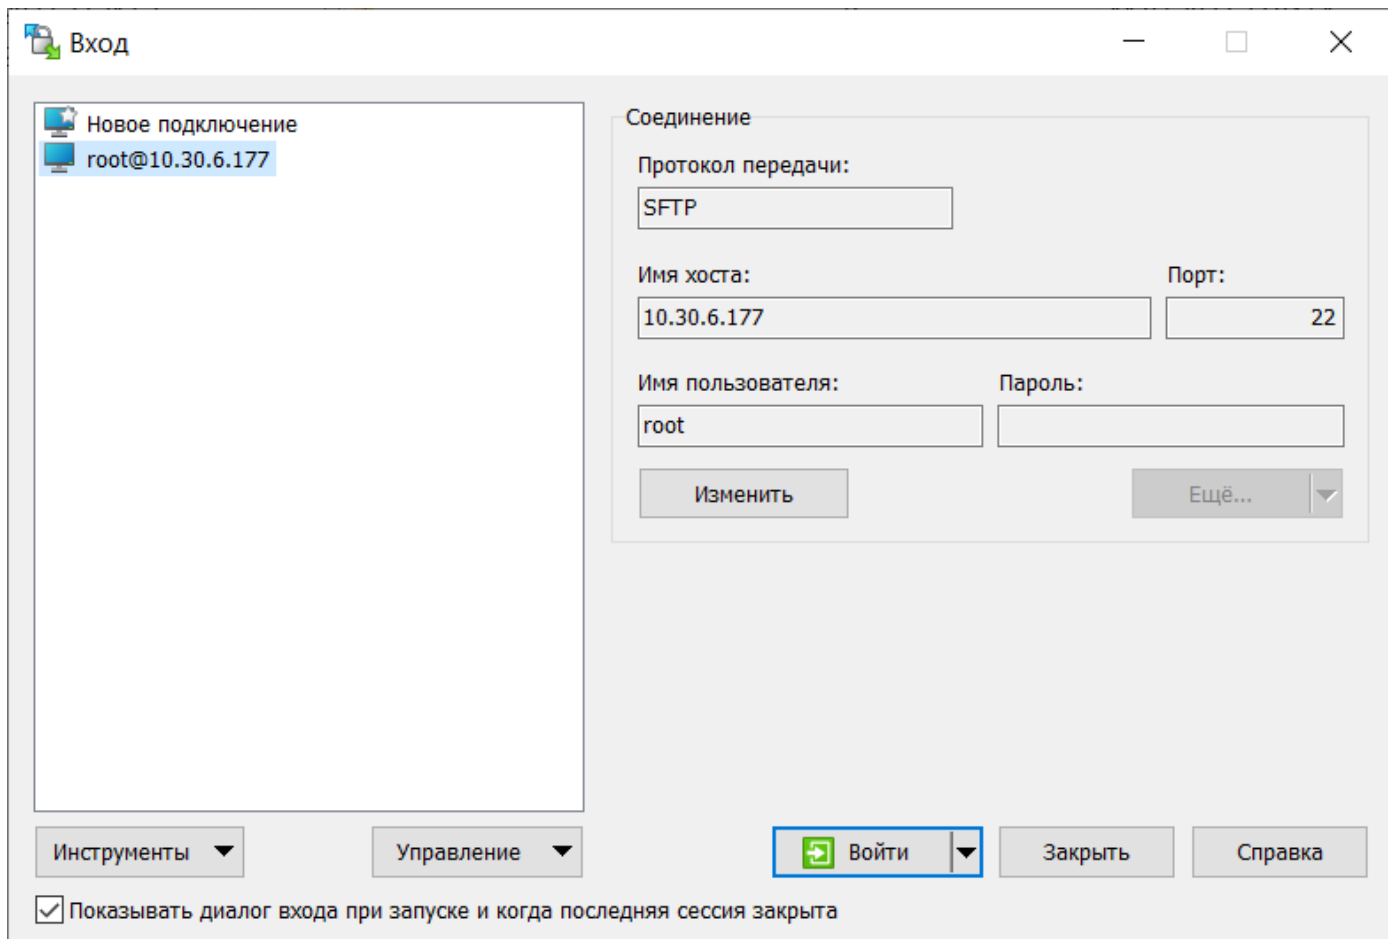 Вход
Новое подключение
root@10.30.6.177
Соединение
Протокол передачи:
SFTP
Имя хоста: Порт:
10.30.6.177 22
Имя пользователя: Пароль:
root
Изменить Ещё...
Инструменты Управление Войти Закрыть Справка
Показывать диалог входа при запуске и когда последняя сессия закрыта